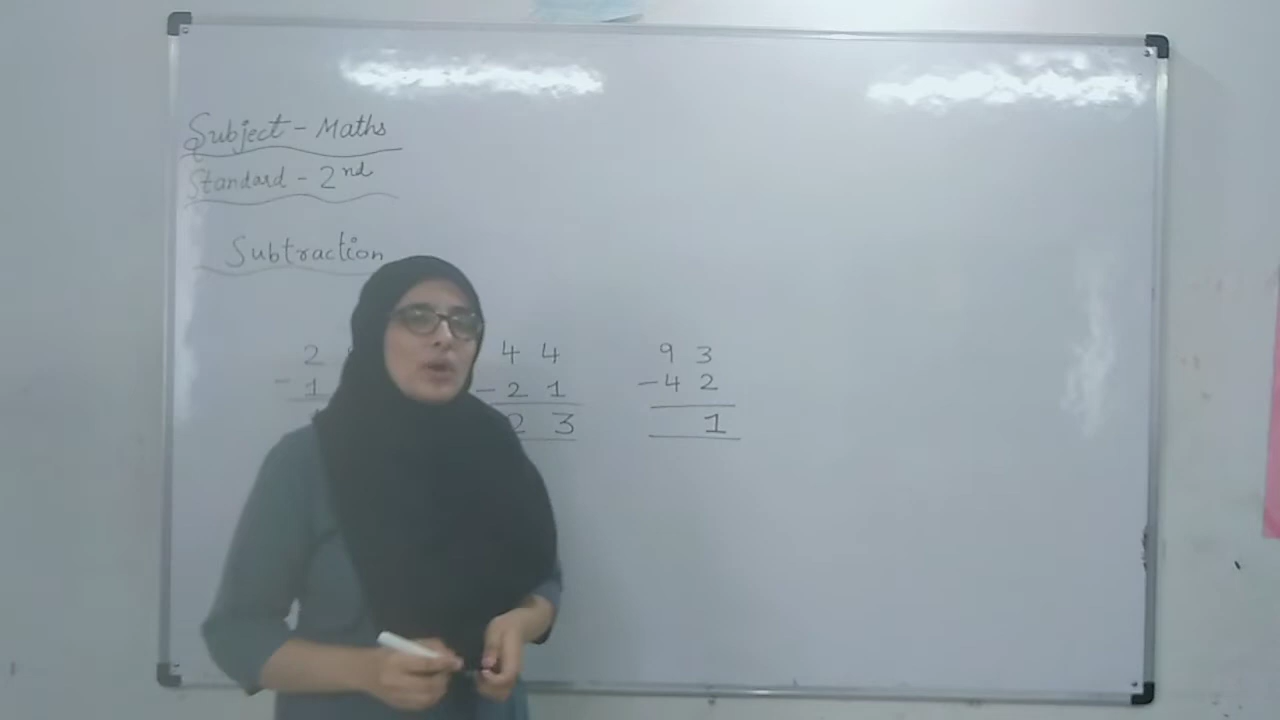 Subject - Maths
Standard - 2nd
Subtraction
2 4 4 9 3
- 1 - 2 1 - 4 2
2 3 1